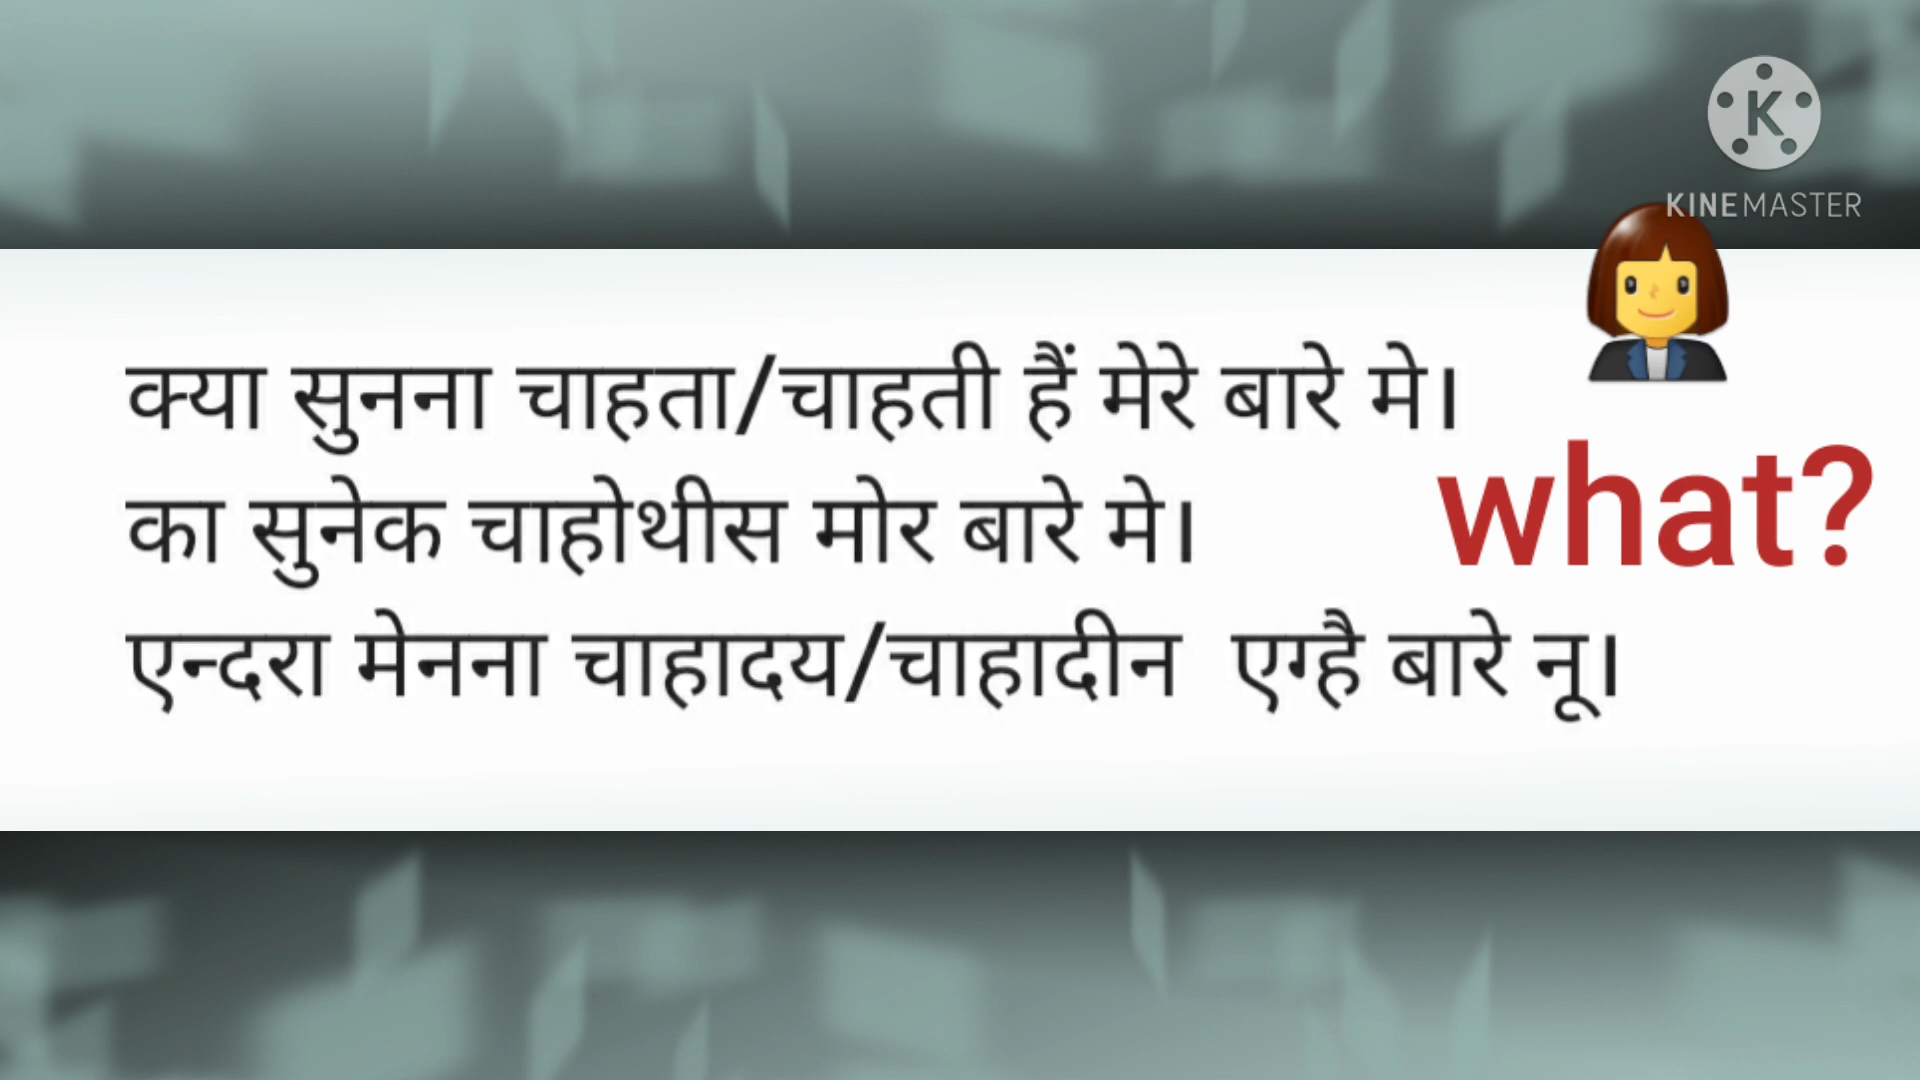 KINEMASTER
क्या सुनना चाहता/चाहती हैं मेरे बारे मे।
का सुनेक चाहोथीस मोर बारे मे।
what?
एन्दरा मेनना चाहादय/चाहादीन एग्है बारे नू।